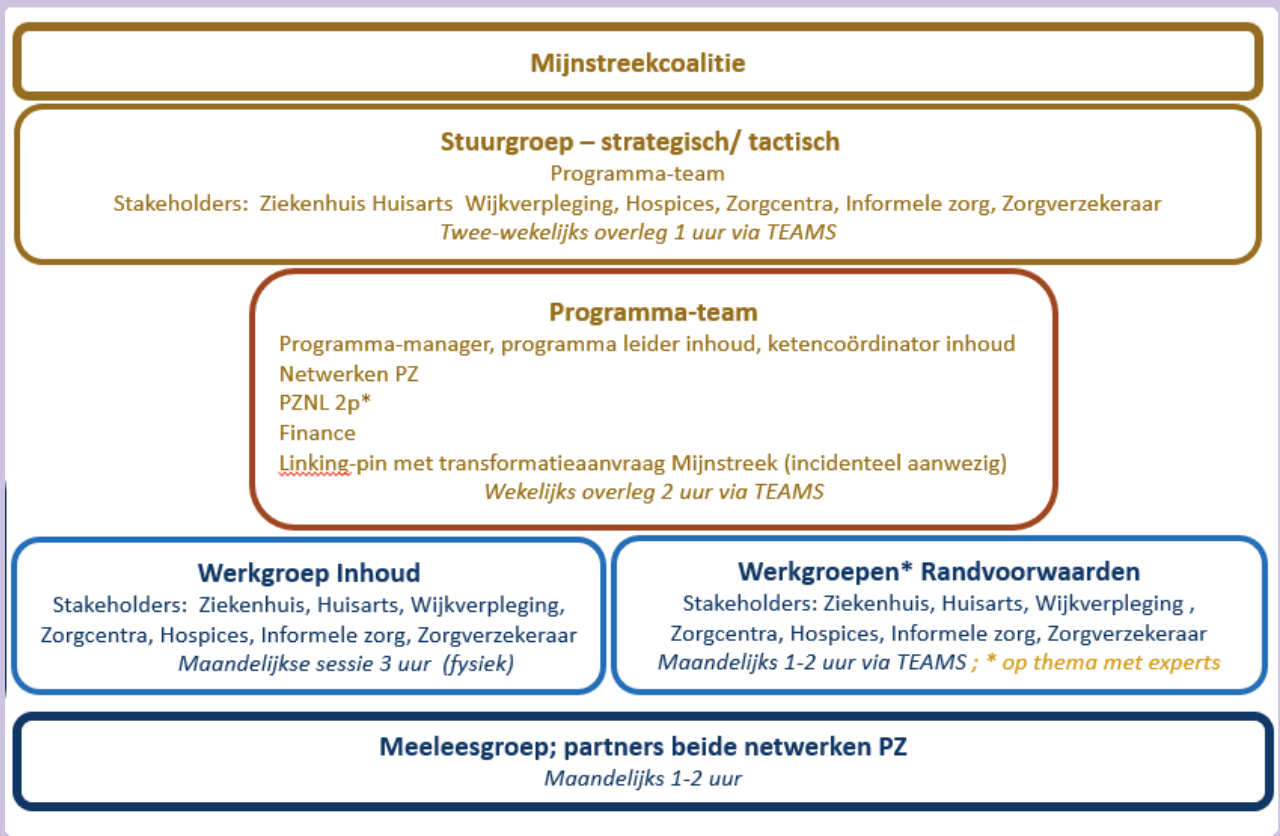 Mijnstreekcoalitie
Stuurgroep – strategisch/ tactisch
Programma-team
Stakeholders:  Ziekenhuis Huisarts  Wijkverpleging, Hospices, Zorgcentra, Informele zorg, Zorgverzekeraar
Twee-wekelijks overleg 1 uur via TEAMS
Programma-team
Programma-manager, programma leider inhoud, ketencoördinator inhoud
Netwerken PZ
PZNL 2p*
Finance
Linking-pin met transformatieaanvraag Mijnstreek (incidenteel aanwezig)
Wekelijks overleg 2 uur via TEAMS
Werkgroep Inhoud
Stakeholders:  Ziekenhuis, Huisarts, Wijkverpleging,
Zorgcentra, Hospices, Informele zorg, Zorgverzekeraar
Maandelijkse sessie 3 uur  (fysiek)
Werkgroepen* Randvoorwaarden
Stakeholders: Ziekenhuis, Huisarts, Wijkverpleging ,
Zorgcentra, Hospices, Informele zorg, Zorgverzekeraar
Maandelijks 1-2 uur via TEAMS ; * op thema met experts
Meeleesgroep; partners beide netwerken PZ
Maandelijks 1-2 uur